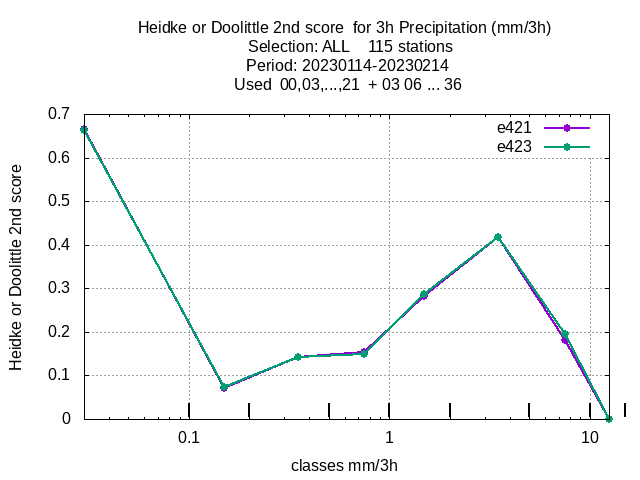 Heidke or Doolittle 2nd score  for 3h Precipitation (mm/3h)
Selection: ALL    115 stations
Period: 20230114-20230214
Used  00,03,...,21  + 03 06 ... 36
e421
e423
Heidke or Doolittle 2nd score
0.7
0.6
0.5
0.4
0.3
0.2
0.1
0
0.1 1 10
classes mm/3h